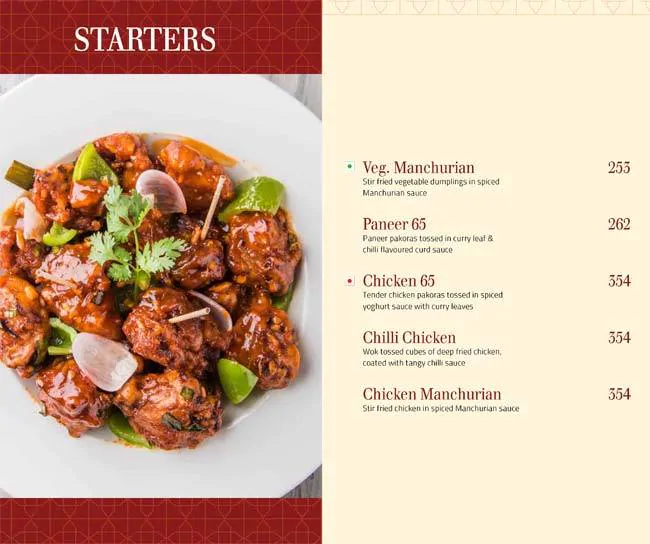 STARTERS
Veg. Manchurian 255
Stir fried vegetable dumplings in spiced
Manchurian sauce
Paneer 65 262
Paneer pakoras tossed in curry leaf &
chilli flavoured curd sauce
Chicken 65 354
Tender chicken pakoras tossed in spiced
yoghurt sauce with curry leaves
Chilli Chicken 354
Wok tossed cubes of deep fried chicken,
coated with tangy chilli sauce
Chicken Manchurian 354
Stir fried chicken in spiced Manchurian sauce